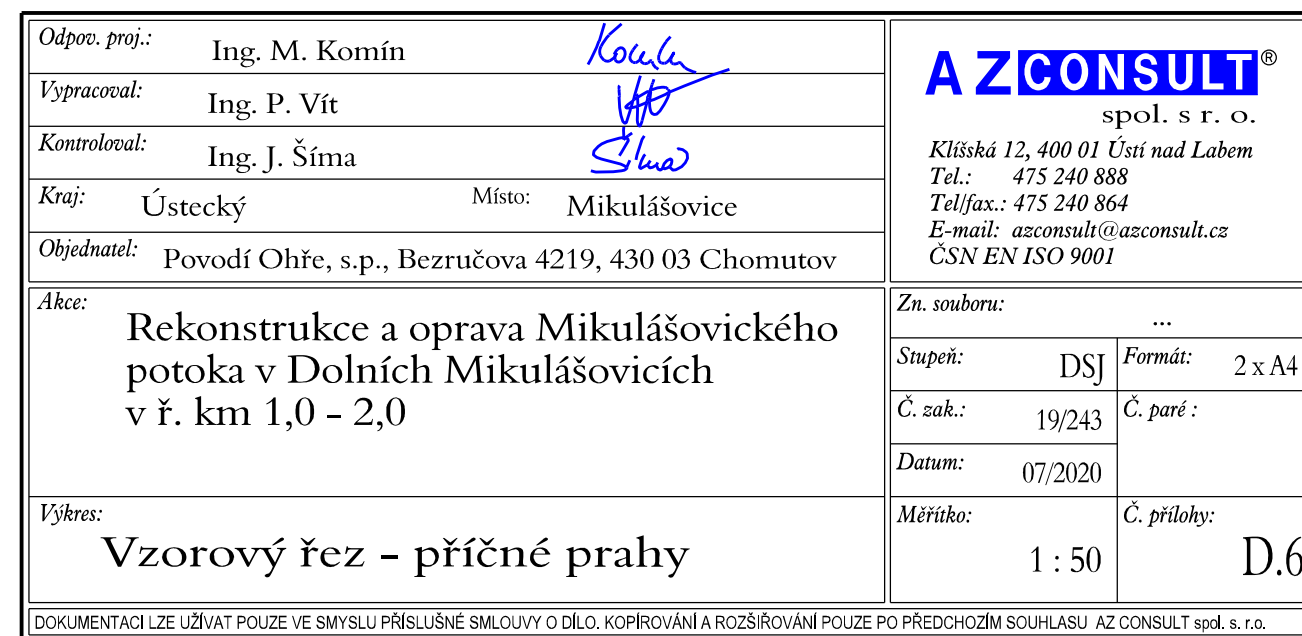 Odpov. proj.: Ing. M. Komín
Vypracoval: Ing. P. Vít
Kontroloval: Ing. J. Šíma
Kraj: Ústecký Místo: Mikulášovice
Objednatel: Povodí Ohře, s.p., Bezručova 4219, 430 03 Chomutov
AZCONSULT®
spol. s r. o.
Klíšská 12, 400 01 Ústí nad Labem
Tel.: 475 240 888
Tel/fax.: 475 240 864
E-mail: azconsult@azconsult.cz
ČSN EN ISO 9001
Akce:
Rekonstrukce a oprava Mikulášovického
potoka v Dolních Mikulášovicích
v ř. km 1,0 - 2,0
Zn. souboru: ...
Stupeň: DSJ Formát: 2 x A4
Č. zak.: 19/243 Č. paré :
Datum: 07/2020
Výkres:
Vzorový řez - příčné prahy
Měřítko: 1 : 50
Č. přílohy: D.6
DOKUMENTACI LZE UŽÍVAT POUZE VE SMYSLU PŘÍSLUŠNÉ SMLOUVY O DÍLO. KOPÍROVÁNÍ A ROZŠIŘOVÁNÍ POUZE PO PŘEDCHOZÍM SOUHLASU AZ CONSULT spol. s. r.o.